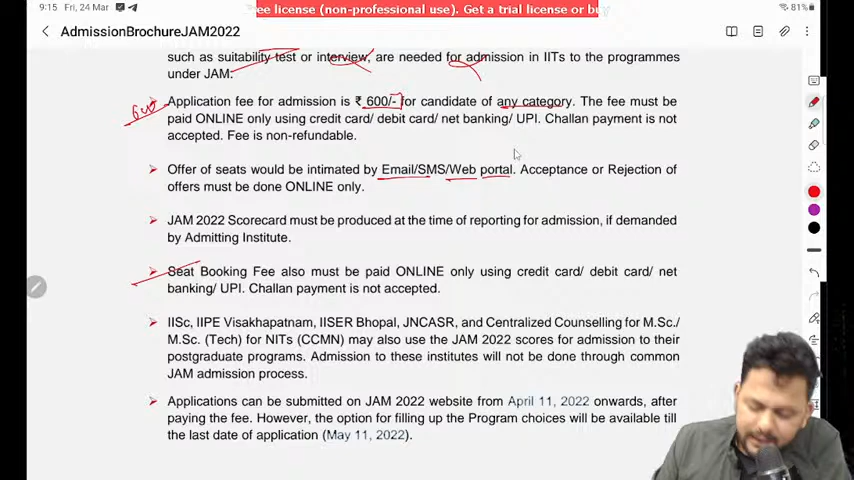 9:15 Fri, 24 Mar
ee license (non-professional use). Get a trial license or bu
81%
AdmissionBrochureJAM2022
such as suitability test or interview, are needed for admission in IITs to the programmes
under JAM.
Application fee for admission is ₹ 600/- for candidate of any category. The fee must be
paid ONLINE only using credit card/ debit card/ net banking/ UPI. Challan payment is not
accepted. Fee is non-refundable.
Offer of seats would be intimated by Email/SMS/Web portal. Acceptance or Rejection of
offers must be done ONLINE only.
JAM 2022 Scorecard must be produced at the time of reporting for admission, if demanded
by Admitting Institute.
Seat Booking Fee also must be paid ONLINE only using credit card/ debit card/ net
banking/ UPI. Challan payment is not accepted.
IISc, IIPE Visakhapatnam, IISER Bhopal, JNCASR, and Centralized Counselling for M.Sc./
M.Sc. (Tech) for NITs (CCMN) may also use the JAM 2022 scores for admission to their
postgraduate programs. Admission to these institutes will not be done through common
JAM admission process.
Applications can be submitted on JAM 2022 website from April 11, 2022 onwards, after
paying the fee. However, the option for filling up the Program choices will be available till
the last date of application (May 11, 2022).